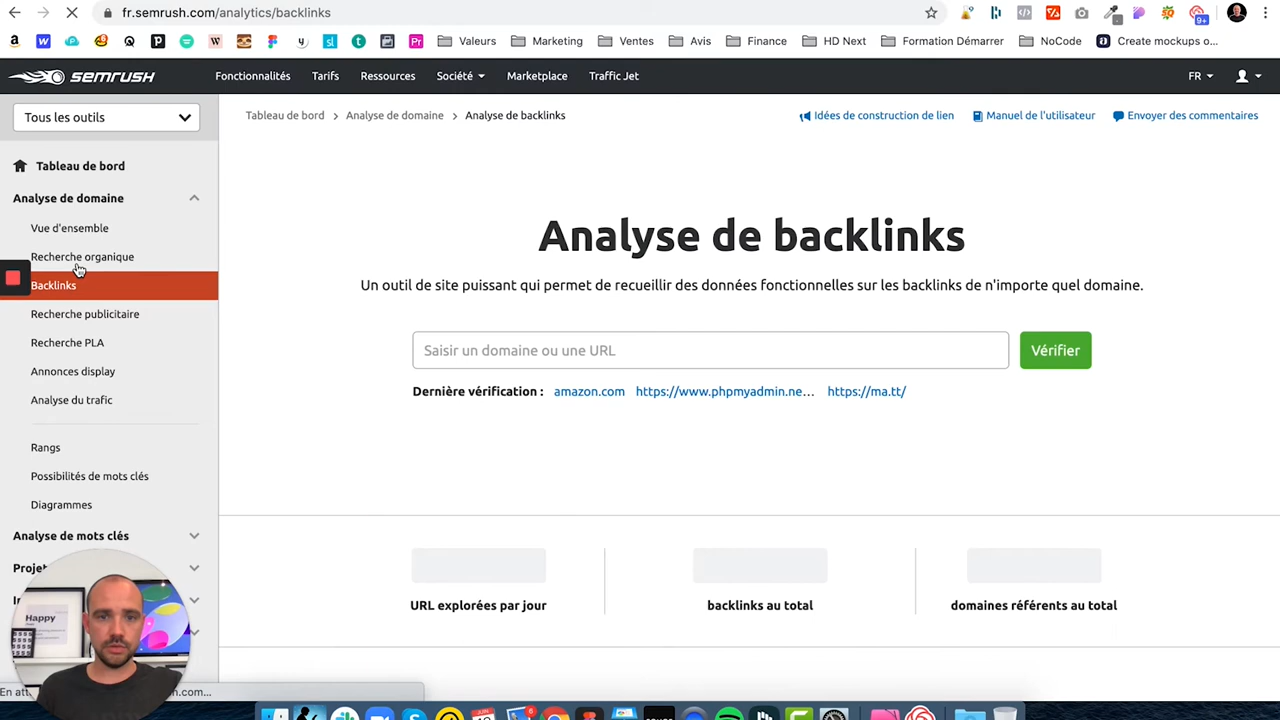 fr.semrush.com/analytics/backlinks
9+
Valeurs
Marketing
Ventes
Avis
Finance
HD Next
Formation Démarrer
NoCode
Create mockups o...
SEMRUSH
Fonctionnalités
Tarifs
Ressources
Société
Marketplace
Traffic Jet
FR
Tous les outils
Tableau de bord > Analyse de domaine > Analyse de backlinks
Idées de construction de lien
Manuel de l'utilisateur
Envoyer des commentaires
Tableau de bord
Analyse de domaine
Vue d'ensemble
Recherche organique
Backlinks
Recherche publicitaire
Recherche PLA
Annonces display
Analyse du trafic
Rangs
Possibilités de mots clés
Diagrammes
Analyse de mots clés
Analyse de backlinks
Un outil de site puissant qui permet de recueillir des données fonctionnelles sur les backlinks de n'importe quel domaine.
Saisir un domaine ou une URL
Vérifier
Dernière vérification : amazon.com https://www.phpmyadmin.ne... https://ma.tt/
URL explorées par jour
backlinks au total
domaines référents au total
Happy